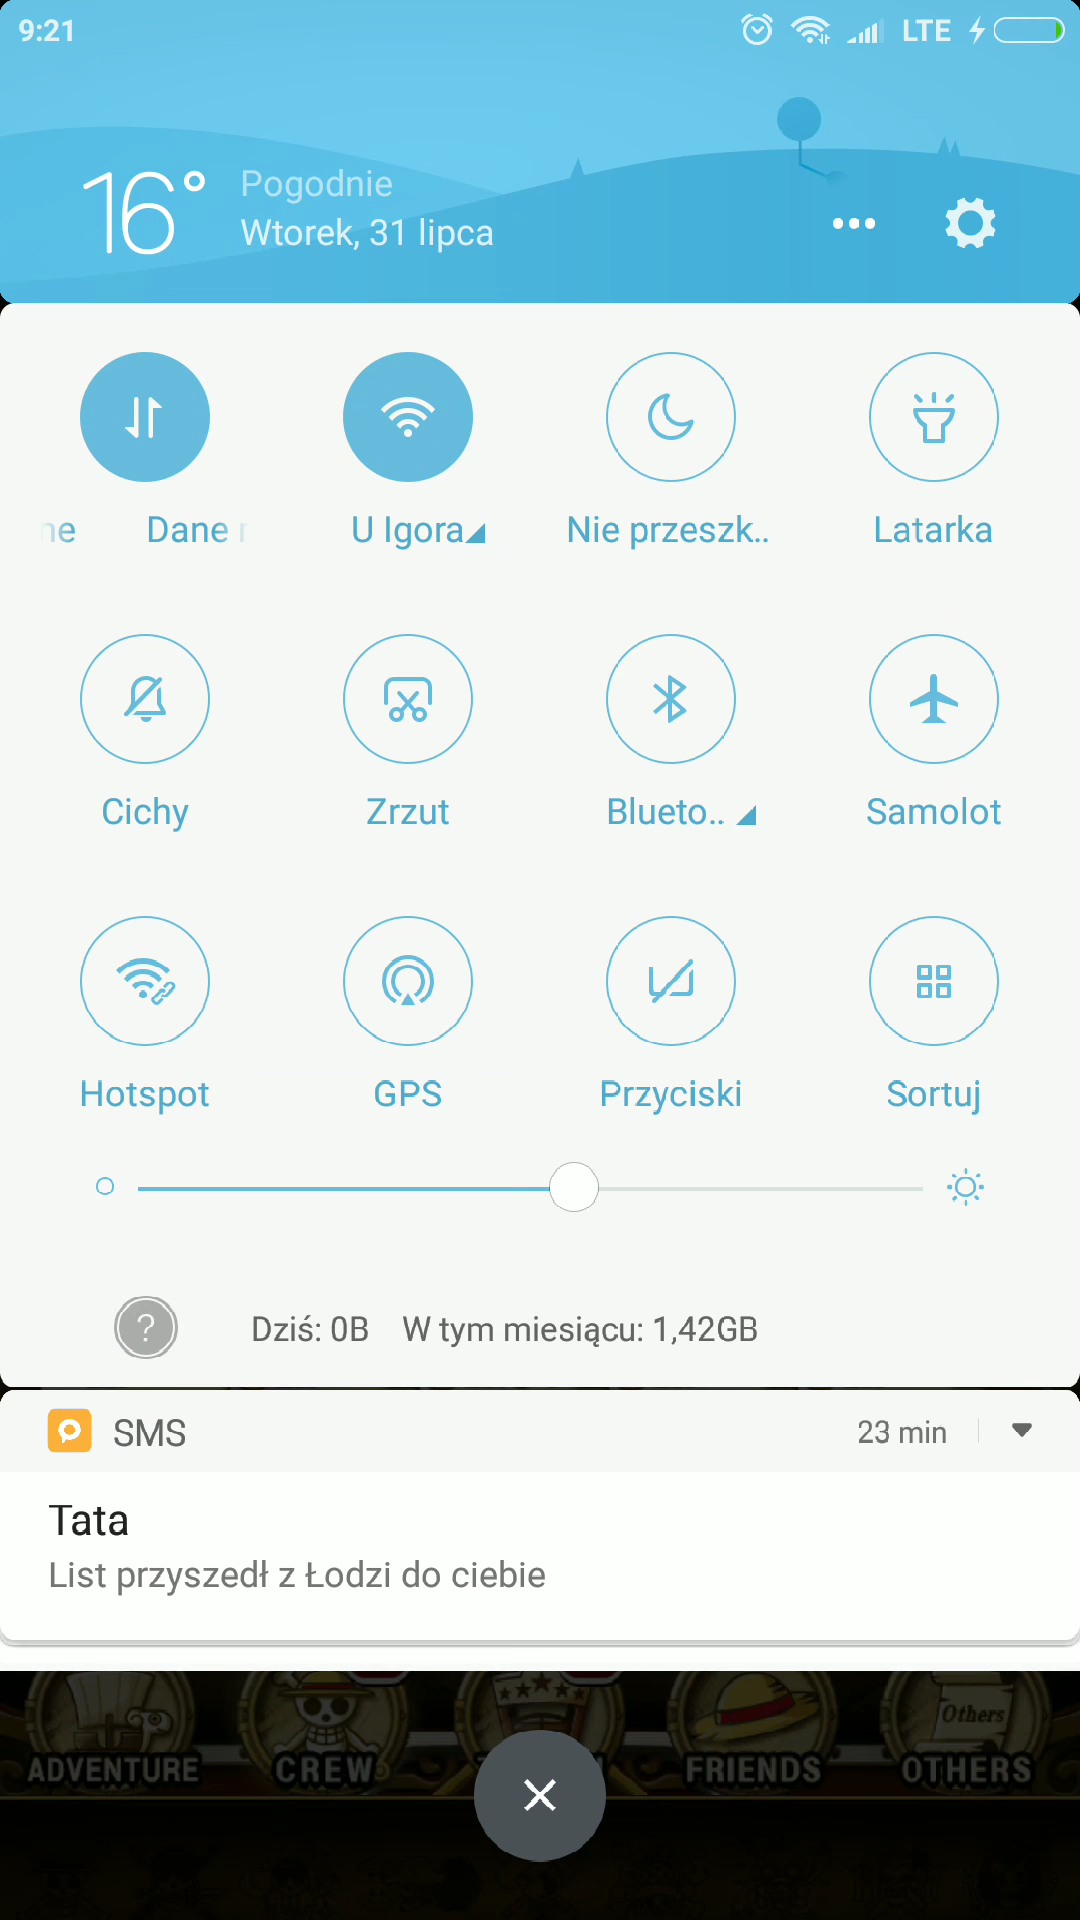 9:21 LTE
16° Pogodnie
Wtorek, 31 lipca
ne Dane U Igora Nie przeszk.. Latarka
Cichy Zrzut Blueto.. Samolot
Hotspot GPS Przyciski Sortuj
? Dziś: 0B W tym miesiącu: 1,42GB
SMS 23 min
Tata
List przyszedł z Łodzi do ciebie
Others
ADVENTURE CREW FRIENDS OTHERS